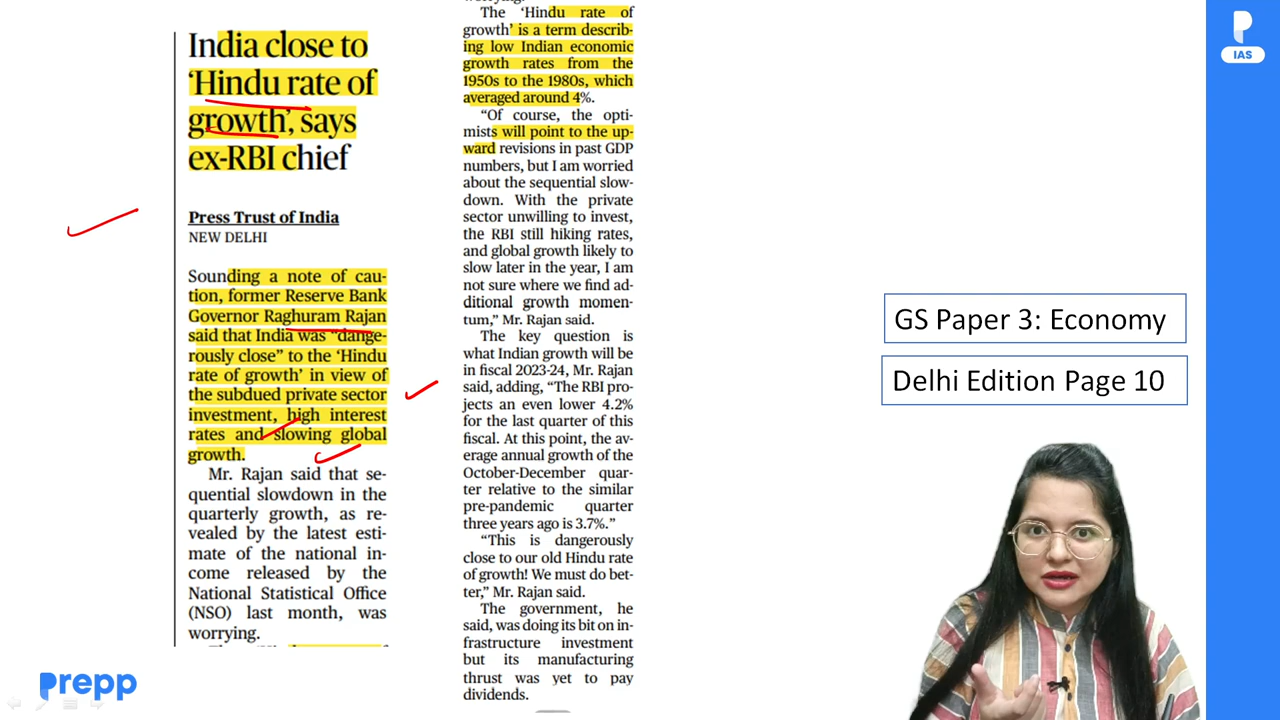 India close to
'Hindu rate of
growth', says
ex-RBI chief
Press Trust of India
NEW DELHI
Sounding a note of cau-
tion, former Reserve Bank
Governor Raghuram Rajan
said that India was "dange-
rously close" to the 'Hindu
rate of growth' in view of
the subdued private sector
investment, high interest
rates and slowing global
growth.
Mr. Rajan said that se-
quential slowdown in the
quarterly growth, as re-
vealed by the latest esti-
mate of the national in-
come released by the
National Statistical Office
(NSO) last month, was
worrying.
The 'Hindu rate of
growth' is a term describ-
ing low Indian economic
growth rates from the
1950s to the 1980s, which
averaged around 4%.
"Of course, the opti-
mists will point to the up-
ward revisions in past GDP
numbers, but I am worried
about the sequential slow-
down. With the private
sector unwilling to invest,
the RBI still hiking rates,
and global growth likely to
slow later in the year, I am
not sure where we find ad-
ditional growth momen-
tum," Mr. Rajan said.
The key question is
what Indian growth will be
in fiscal 2023-24, Mr. Rajan
said, adding, "The RBI pro-
jects an even lower 4.2%
for the last quarter of this
fiscal. At this point, the av-
erage annual growth of the
October-December quar-
ter relative to the similar
pre-pandemic quarter
three years ago is 3.7%."
"This is dangerously
close to our old Hindu rate
of growth! We must do bet-
ter," Mr. Rajan said.
The government, he
said, was doing its bit on in-
frastructure investment
but its manufacturing
thrust was yet to pay
dividends.
GS Paper 3: Economy
Delhi Edition Page 10
IAS
prepp